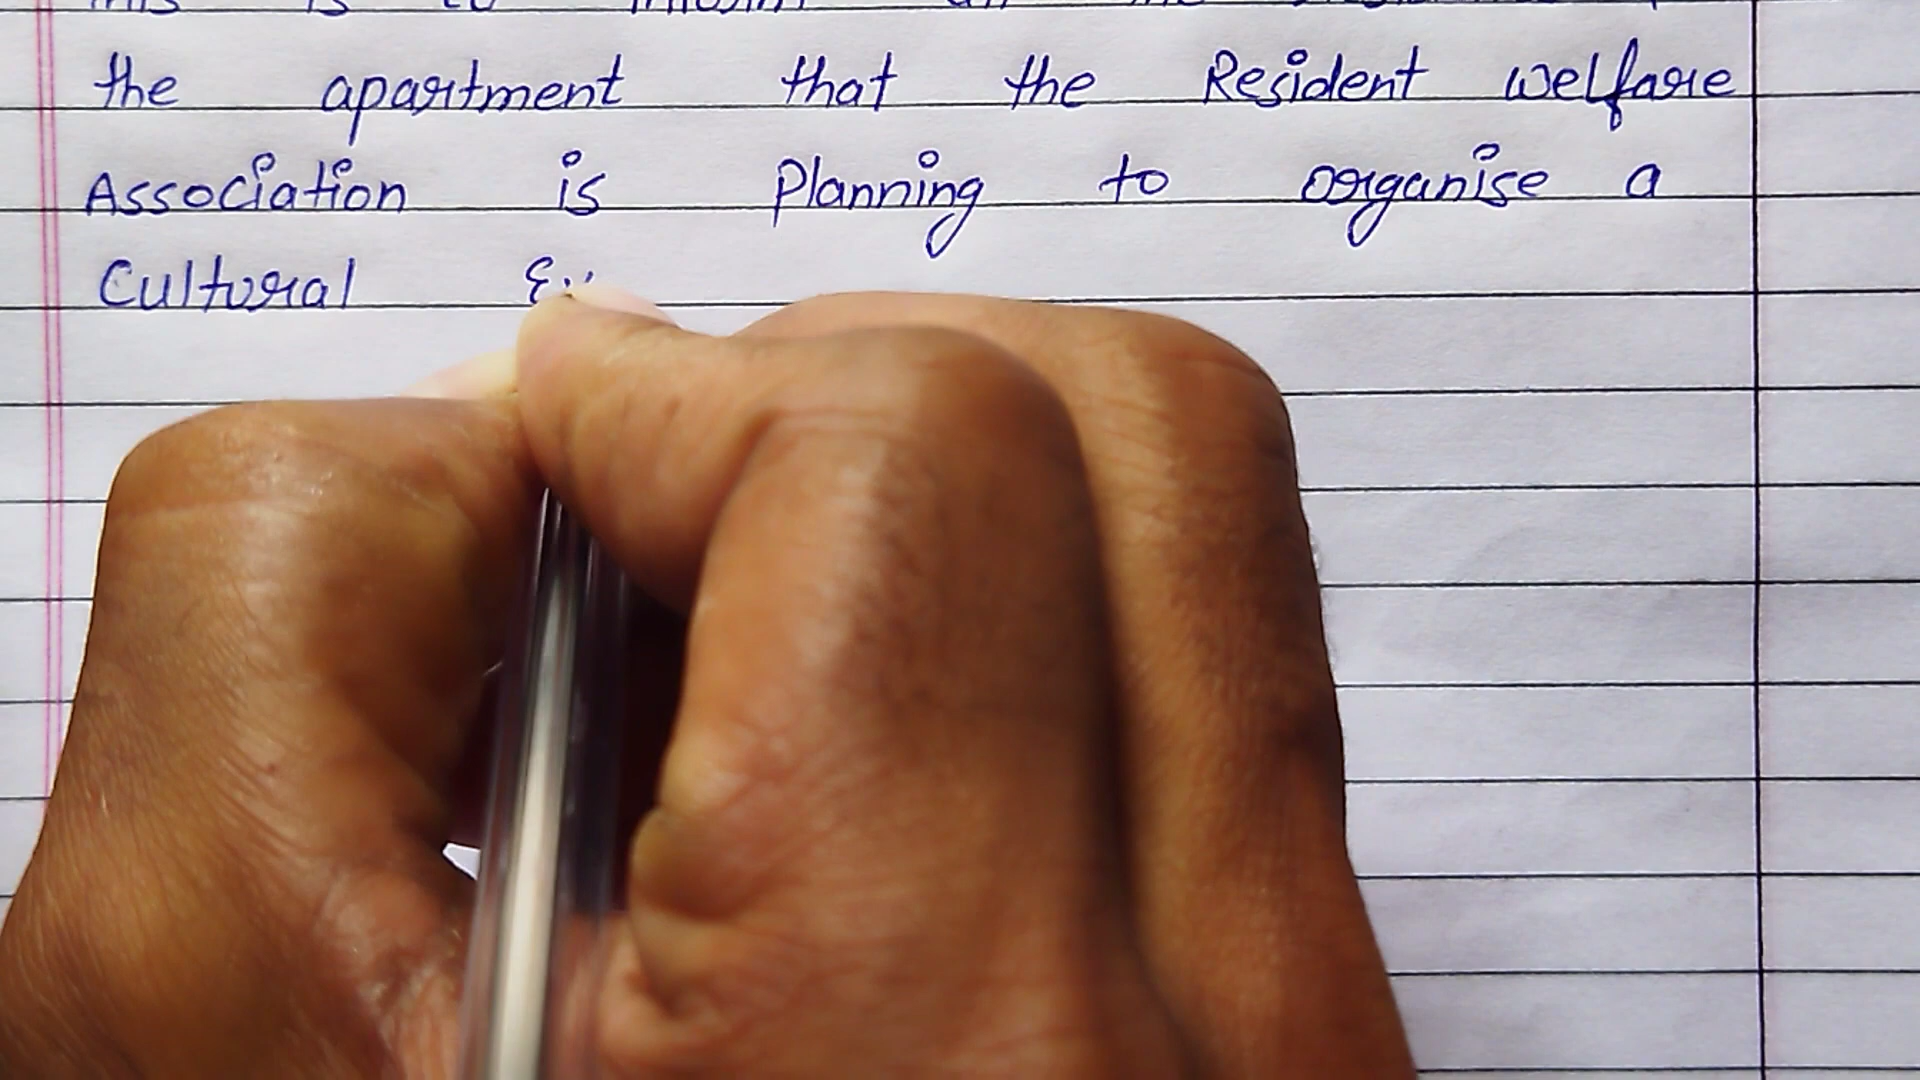 the apartment that the Resident welfare
Association is Planning to organise a
Cultural